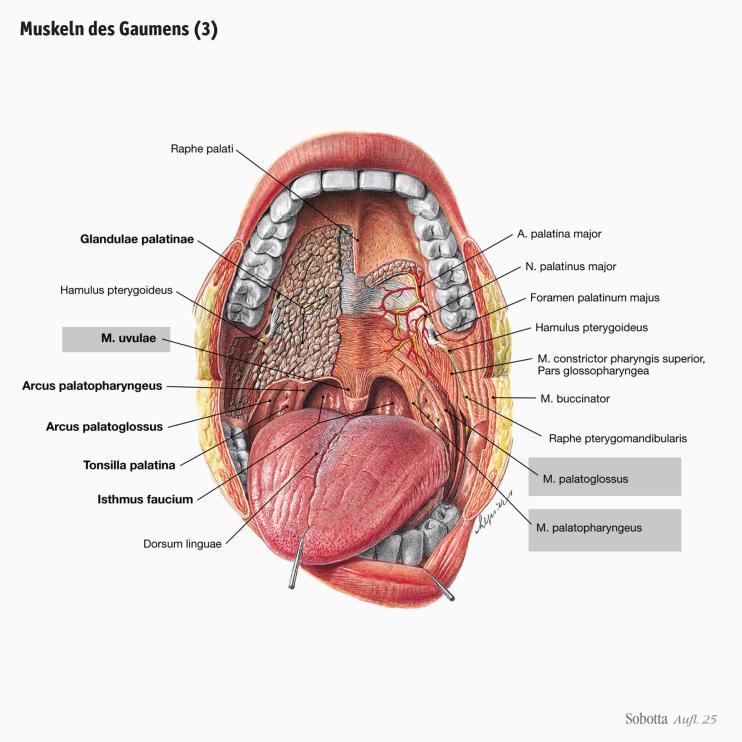 Muskeln des Gaumens (3)
Raphe palati
Glandulae palatinae
Hamulus pterygoideus
M. uvulae
Arcus palatopharyngeus
Arcus palatoglossus
Tonsilla palatina
Isthmus faucium
Dorsum linguae
A. palatina major
N. palatinus major
Foramen palatinum majus
Hamulus pterygoideus
M. constrictor pharyngis superior,
Pars glossopharyngea
M. buccinator
Raphe pterygomandibularis
M. palatoglossus
M. palatopharyngeus
Sobotta Aufl. 25